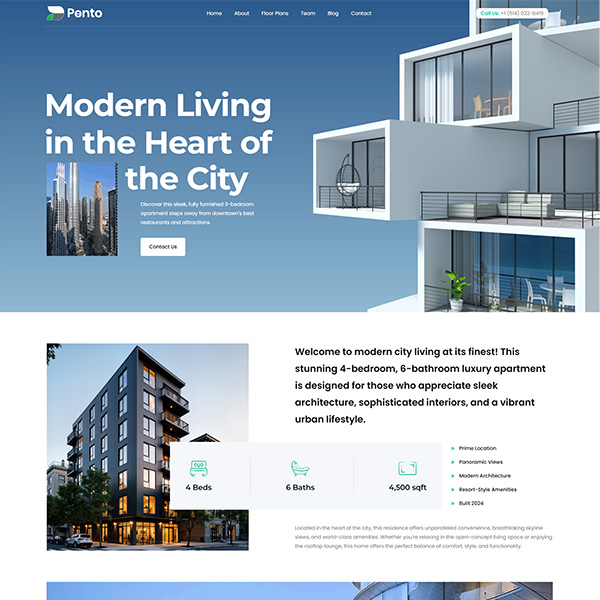 Pento
Home About Floor Plans Team Blog Contact
Call Us: +1 (514) 022-8419
Modern Living
in the Heart of
the City
Discover this sleek, fully furnished 3-bedroom
apartment steps away from downtown's best
restaurants and attractions.
Contact Us
Welcome to modern city living at its finest! This
stunning 4-bedroom, 6-bathroom luxury apartment
is designed for those who appreciate sleek
architecture, sophisticated interiors, and a vibrant
urban lifestyle.
4 Beds
6 Baths
4,500 sqft
Prime Location
Panoramic Views
Modern Architecture
Resort-Style Amenities
Built 2024
Located in the heart of the city, this residence offers unparalleled convenience, breathtaking skyline
views, and world-class amenities. Whether you're relaxing in the open-concept living space or enjoying
the rooftop lounge, this home offers the perfect balance of comfort, style, and functionality.